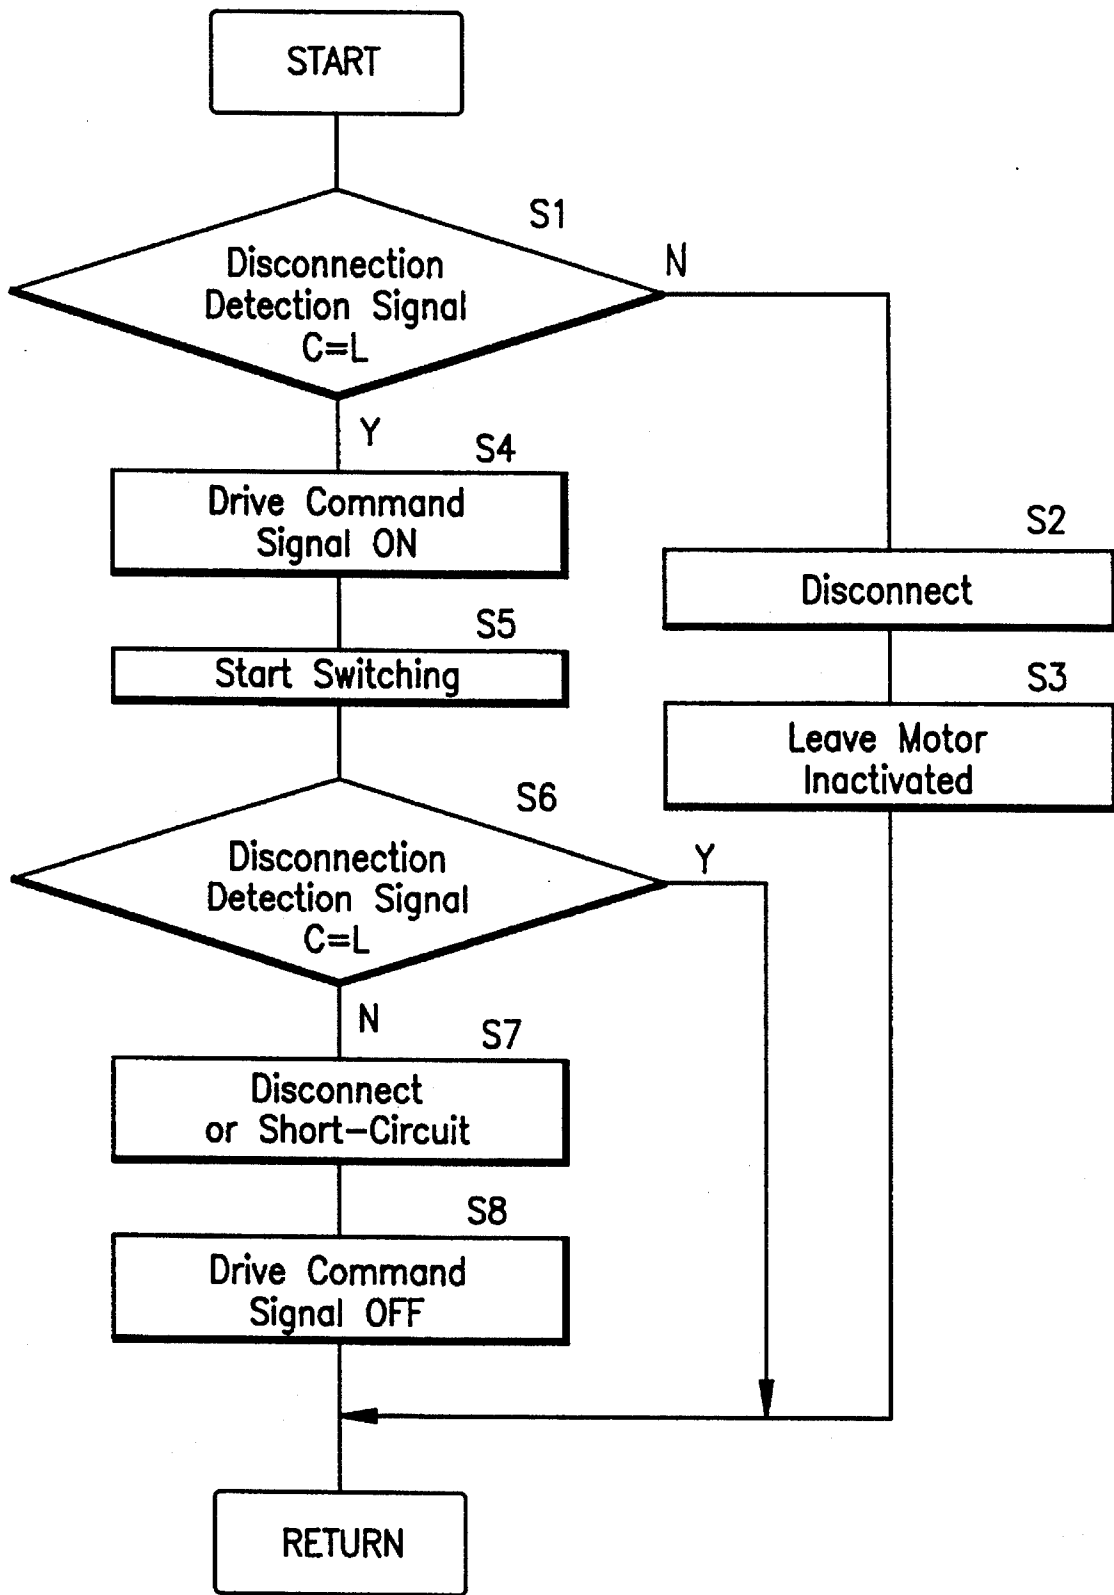 START
S1
Disconnection
Detection Signal
C=L
N
Y
S4
Drive Command
Signal ON
S2
Disconnect
S5
Start Switching
S3
Leave Motor
Inactivated
S6
Disconnection
Detection Signal
C=L
Y
N
S7
Disconnect
or Short-Circuit
S8
Drive Command
Signal OFF
RETURN